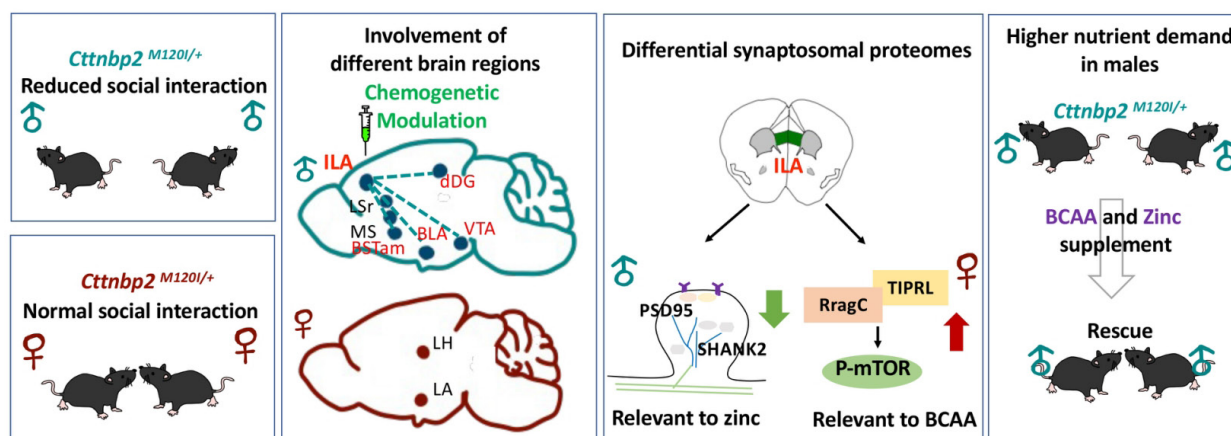 Cttnbp2 M120I/+
Reduced social interaction
♂ ♂
Cttnbp2 M120I/+
Normal social interaction
♀ ♀
Involvement of
different brain regions
Chemogenetic
Modulation
♂ ILA
dDG
LSr
MS
BSTam
BLA
VTA
♀
LH
LA
Differential synaptosomal proteomes
ILA
♂
PSD95
SHANK2
Relevant to zinc
♀
TIPRL
RragC
P-mTOR
Relevant to BCAA
Higher nutrient demand
in males
Cttnbp2 M120I/+
♂ ♂
BCAA and Zinc
supplement
Rescue
♂ ♂